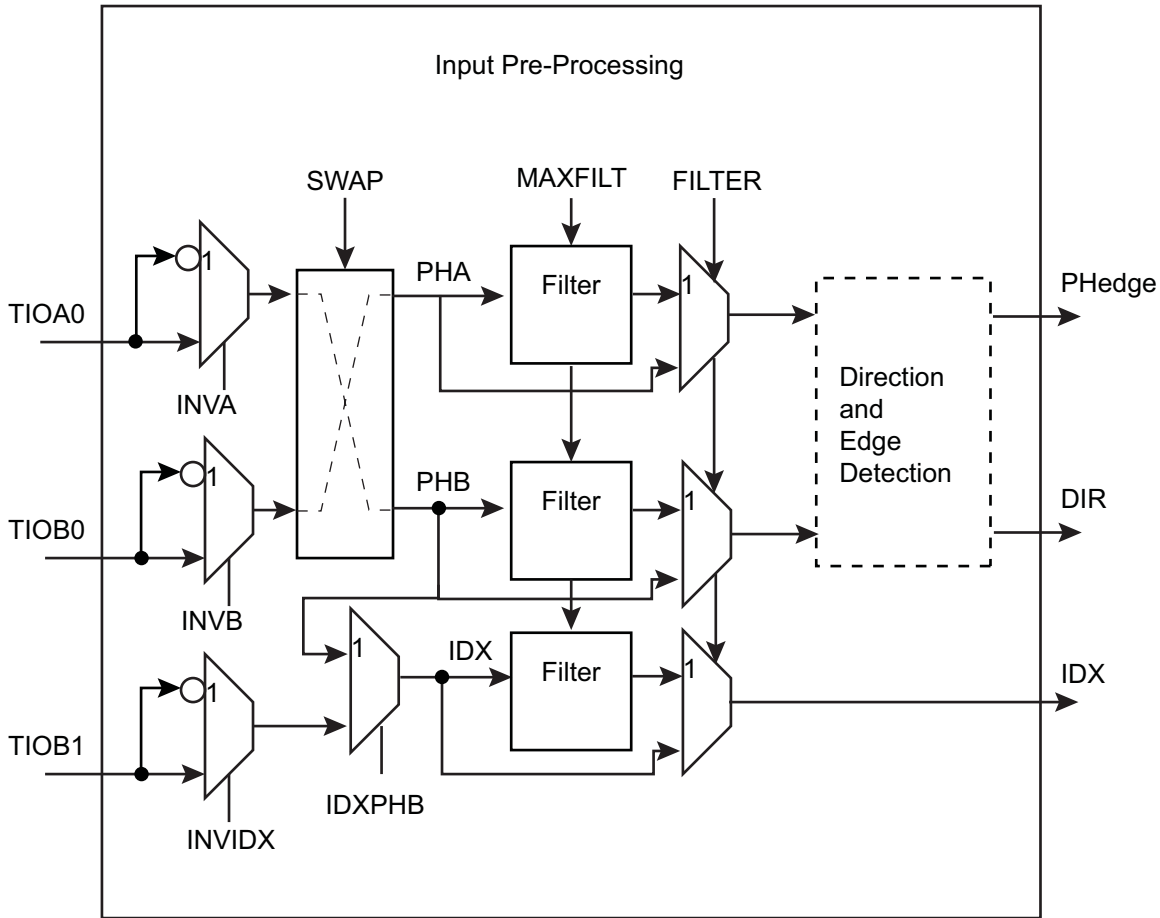 Input Pre-Processing
SWAP
MAXFILT
FILTER
1
PHA
Filter
1
PHedge
TIOA0
INVA
Direction
and
Edge
Detection
1
PHB
Filter
1
DIR
TIOB0
INVB
1
IDX
Filter
1
IDX
1
TIOB1
IDXPHB
INVIDX